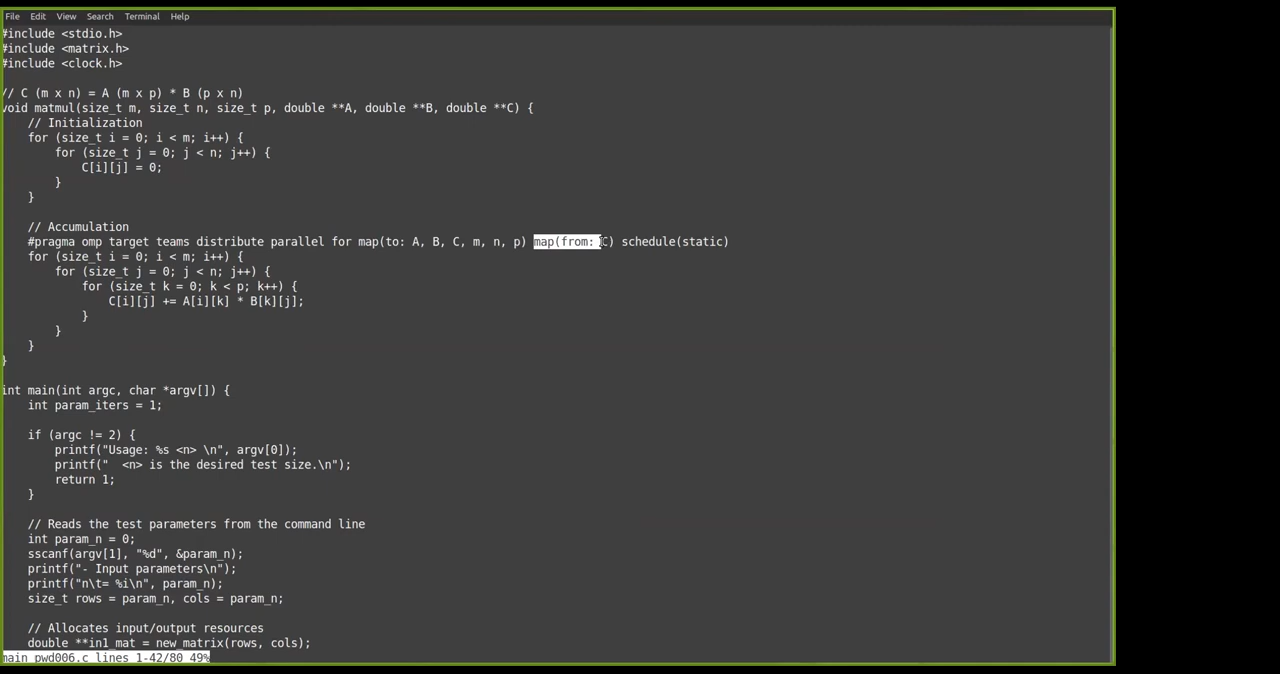 File Edit View Search Terminal Help
#include <stdio.h>
#include <matrix.h>
#include <clock.h>
// C (m x n) = A (m x p) * B (p x n)
void matmul(size_t m, size_t n, size_t p, double **A, double **B, double **C) {
// Initialization
for (size_t i = 0; i < m; i++) {
for (size_t j = 0; j < n; j++) {
C[i][j] = 0;
}
}
// Accumulation
#pragma omp target teams distribute parallel for map(to: A, B, C, m, n, p) map(from: C) schedule(static)
for (size_t i = 0; i < m; i++) {
for (size_t j = 0; j < n; j++) {
for (size_t k = 0; k < p; k++) {
C[i][j] += A[i][k] * B[k][j];
}
}
}
}
int main(int argc, char *argv[]) {
int param_iters = 1;
if (argc != 2) {
printf("Usage: %s <n> \n", argv[0]);
printf("  <n> is the desired test size.\n");
return 1;
}
// Reads the test parameters from the command line
int param_n = 0;
sscanf(argv[1], "%d", &param_n);
printf("- Input parameters\n");
printf("n\t= %i\n", param_n);
size_t rows = param_n, cols = param_n;
// Allocates input/output resources
double **in1_mat = new_matrix(rows, cols);
main pwd006.c lines 1-42/80 49%